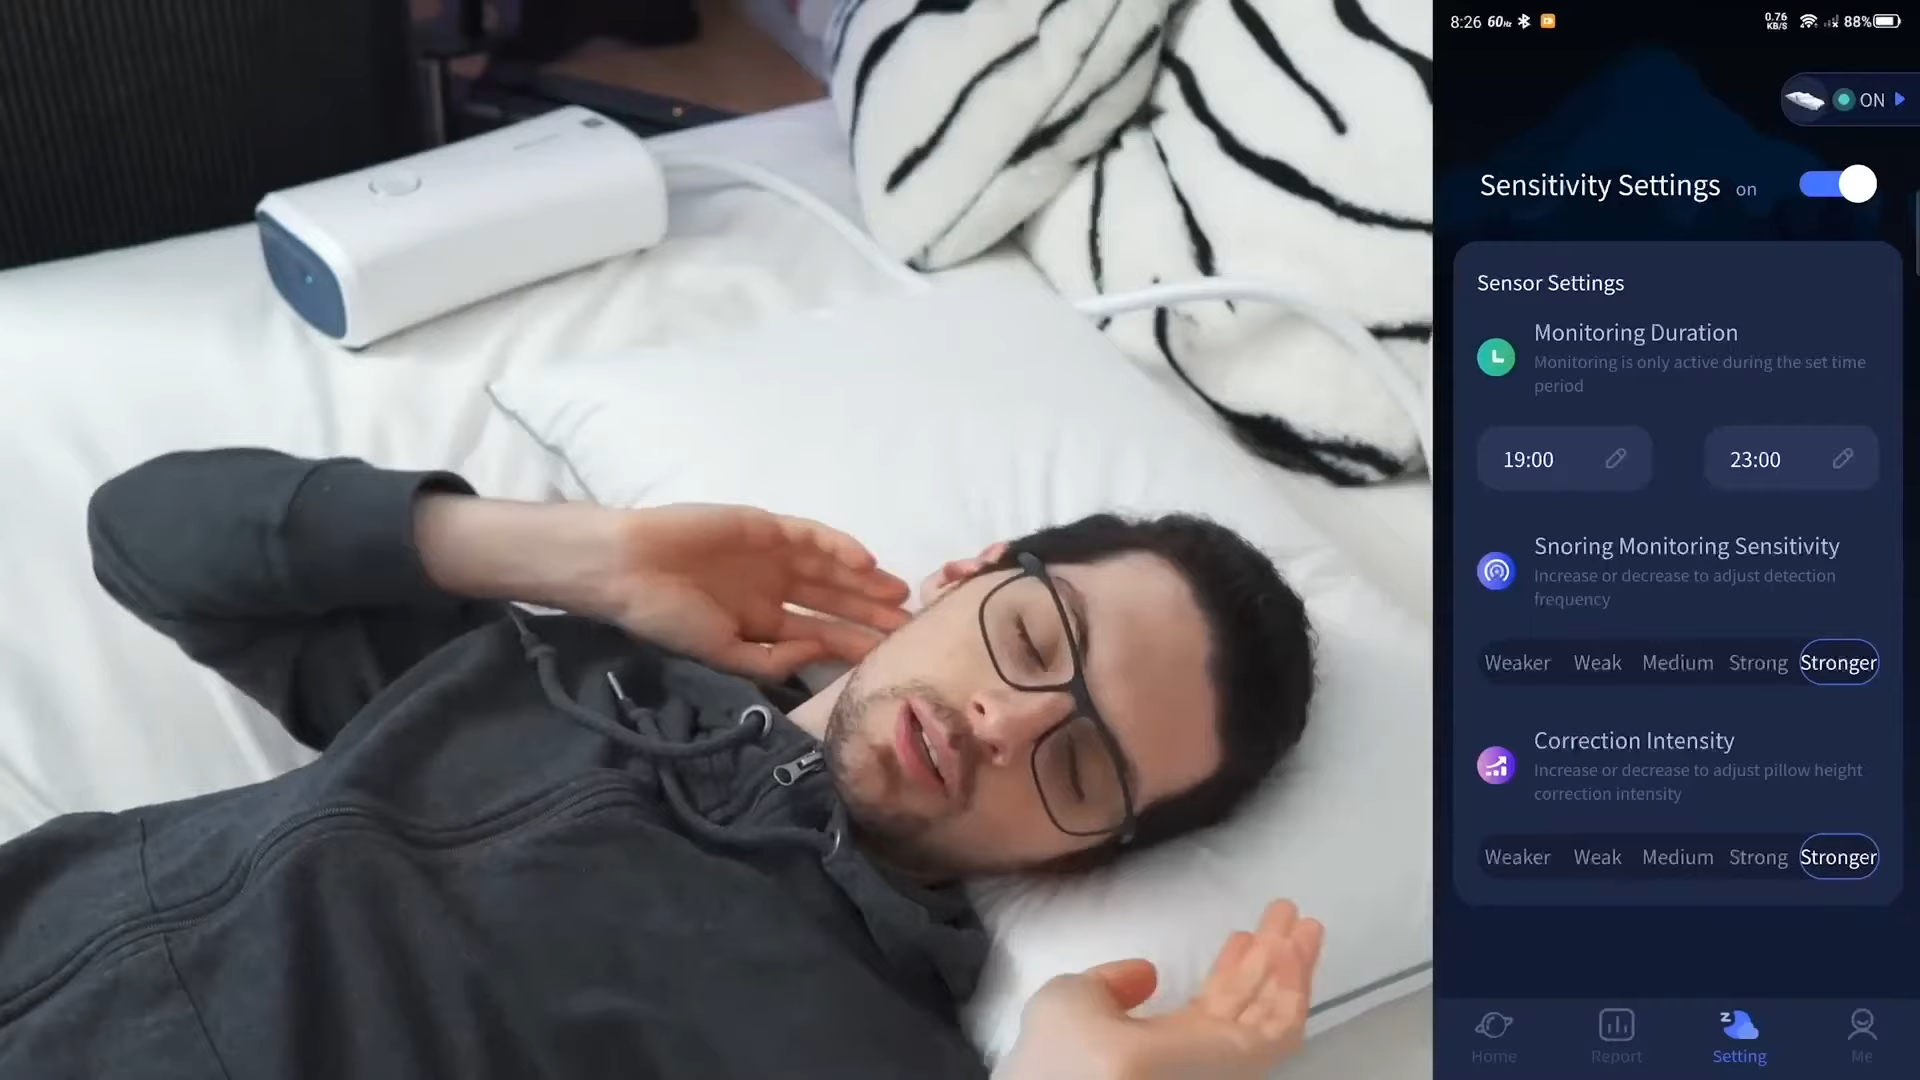 8:26 60Hz 0.76 KB/S 88%
ON
Sensitivity Settings on
Sensor Settings
Monitoring Duration
Monitoring is only active during the set time
period
19:00 23:00
Snoring Monitoring Sensitivity
Increase or decrease to adjust detection
frequency
Weaker Weak Medium Strong Stronger
Correction Intensity
Increase or decrease to adjust pillow height
correction intensity
Weaker Weak Medium Strong Stronger
Home Report Setting Me